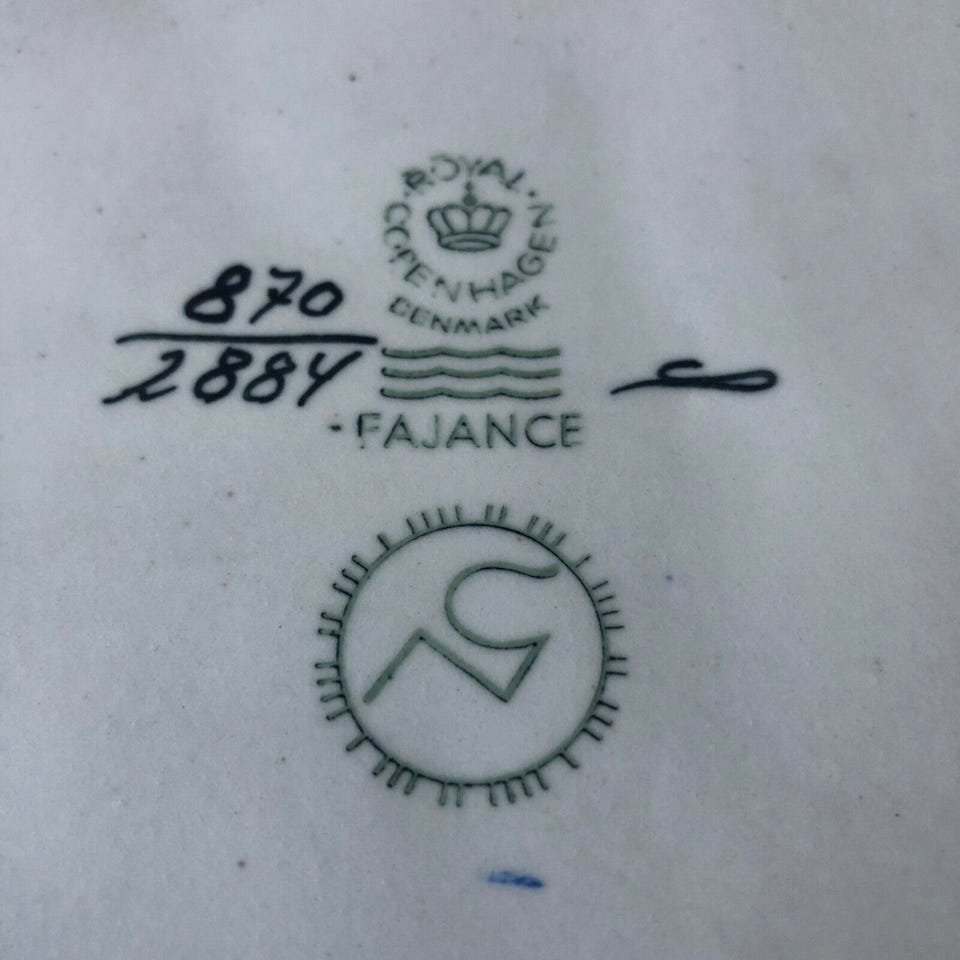 ROYAL
COPENHAGEN
DENMARK
870
2884
FAJANCE